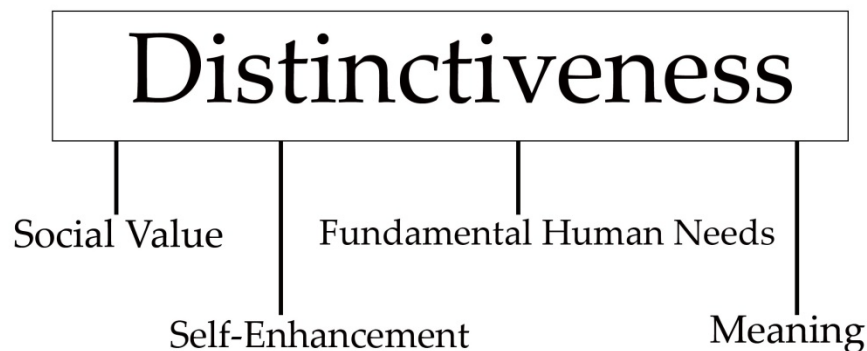 Distinctiveness
Social Value
Fundamental Human Needs
Self-Enhancement
Meaning